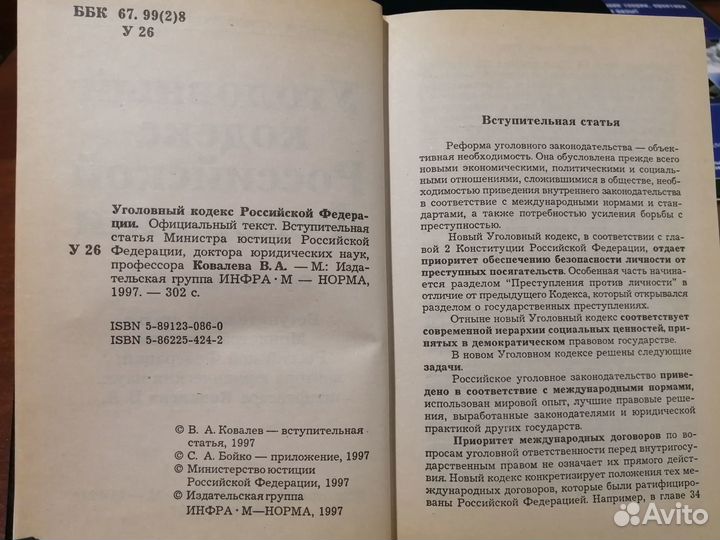 ББК 67. 99(2)8
У 26
Уголовный кодекс Российской Федера-
ции. Официальный текст. Вступительная
статья Министра юстиции Российской
У 26
Федерации, доктора юридических наук,
профессора Ковалева В.А. — М.: Изда-
тельская группа ИНФРА·М — НОРМА,
1997. — 302 с.
ISBN 5-89123-086-0
ISBN 5-86225-424-2
© В. А. Ковалев — вступительная
статья, 1997
© С. А. Бойко — приложение, 1997
© Министерство юстиции
Российской Федерации, 1997
© Издательская группа
ИНФРА·М—НОРМА, 1997
Вступительная статья
Реформа уголовного законодательства — объек-
тивная необходимость. Она обусловлена прежде всего
новыми экономическими, политическими и социаль-
ными отношениями, сложившимися в обществе, необ-
ходимостью приведения внутреннего законодательства
в соответствие с международными нормами и стан-
дартами, а также потребностью усиления борьбы с
преступностью.
Новый Уголовный кодекс, в соответствии с гла-
вой 2 Конституции Российской Федерации, отдает
приоритет обеспечению безопасности личности от
преступных посягательств. Особенная часть начина-
ется разделом "Преступления против личности" в
отличие от предыдущего Кодекса, который открывался
разделом о государственных преступлениях.
Отныне новый Уголовный кодекс соответствует
современной иерархии социальных ценностей, при-
нятых в демократическом правовом государстве.
В новом Уголовном кодексе решены следующие
задачи.
Российское уголовное законодательство приведе-
но в соответствие с международными нормами,
использован мировой опыт, лучшие правовые реше-
ния, выработанные законодателями и юридической
практикой других государств.
Приоритет международных договоров по во-
просам уголовной ответственности перед внутригосу-
дарственным правом не означает их прямого дейст-
вия. Новый кодекс конкретизирует положения тех ме-
ждународных договоров, которые были ратифициро-
ваны Российской Федерацией. Например, в главе 34
Avito